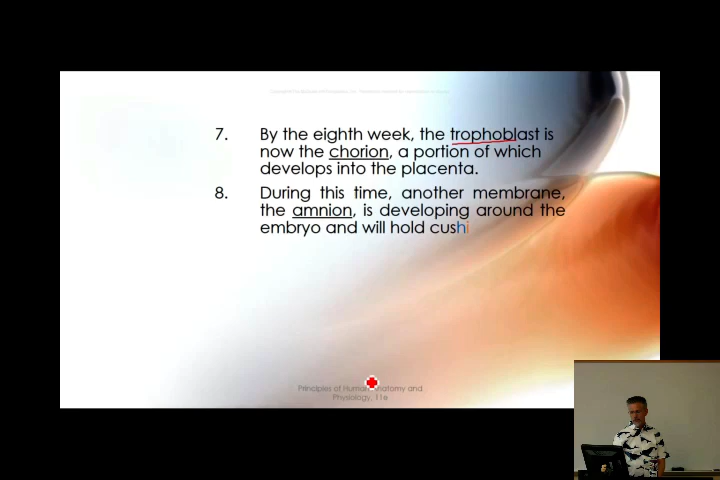 7. By the eighth week, the trophoblast is
now the chorion, a portion of which
develops into the placenta.
8. During this time, another membrane,
the amnion, is developing around the
embryo and will hold cushi
Principles of Human Anatomy and
Physiology, 11e